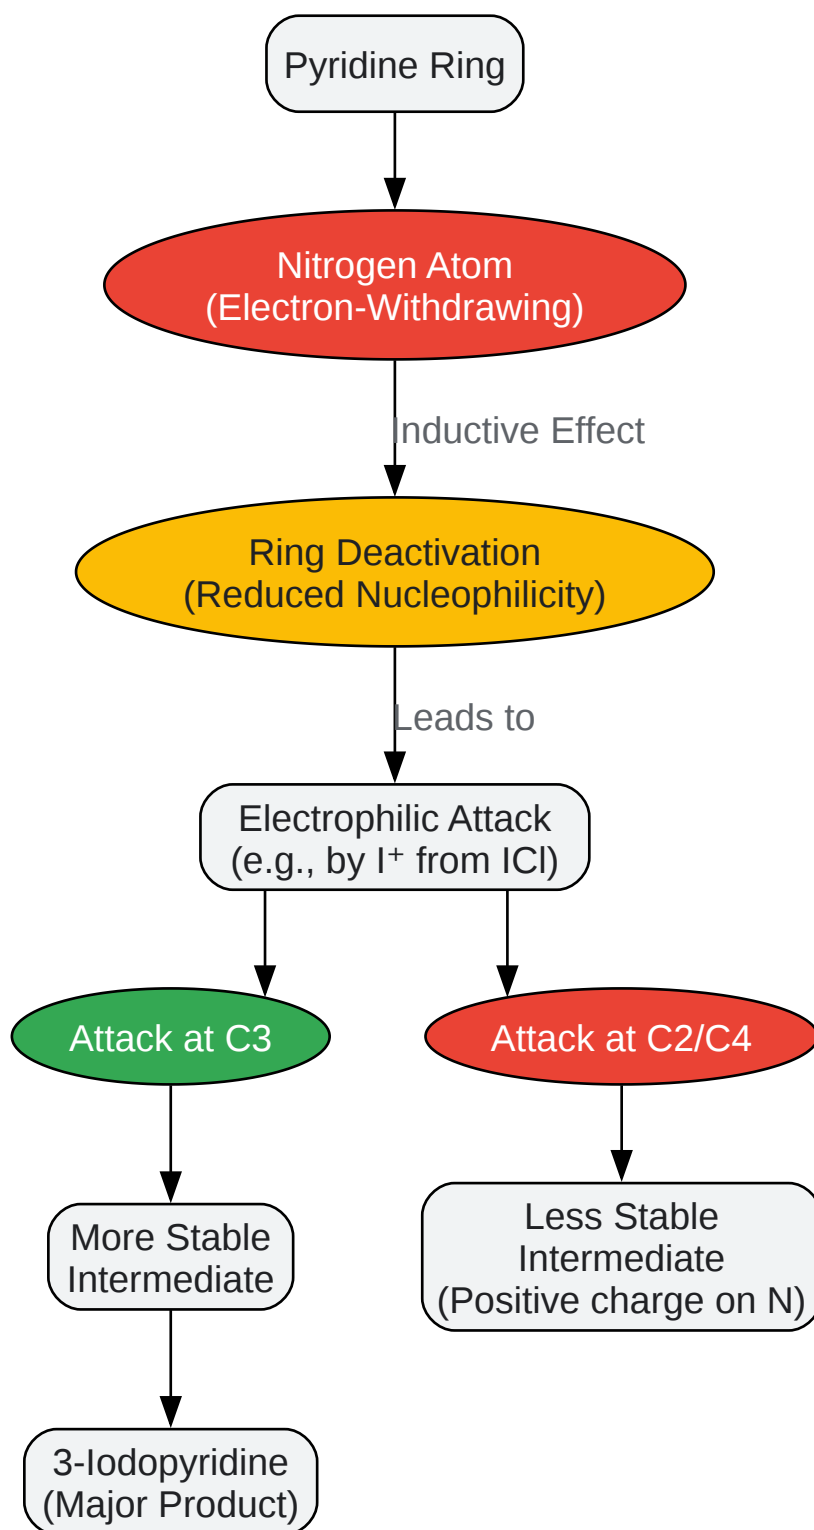 Pyridine Ring
Nitrogen Atom
(Electron-Withdrawing)
Inductive Effect
Ring Deactivation
(Reduced Nucleophilicity)
Leads to
Electrophilic Attack
(e.g., by I⁺ from ICl)
Attack at C3
Attack at C2/C4
More Stable
Intermediate
Less Stable
Intermediate
(Positive charge on N)
3-Iodopyridine
(Major Product)